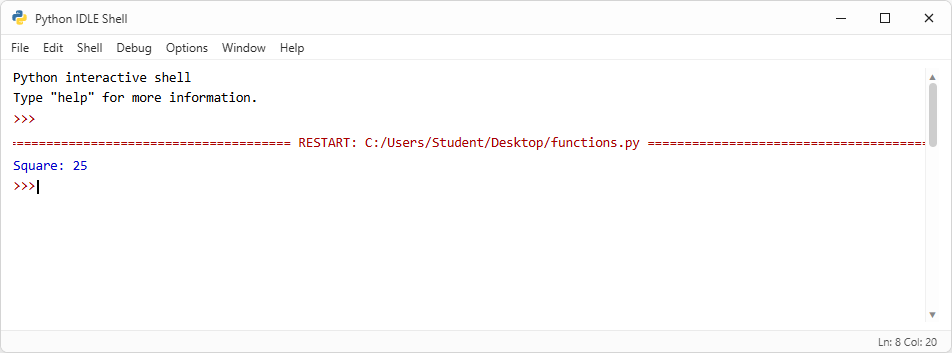 Python IDLE Shell
File Edit Shell Debug Options Window Help
Python interactive shell
Type "help" for more information.
>>>
===================================== RESTART: C:/Users/Student/Desktop/functions.py =====================================
Square: 25
>>>
Ln: 8 Col: 20